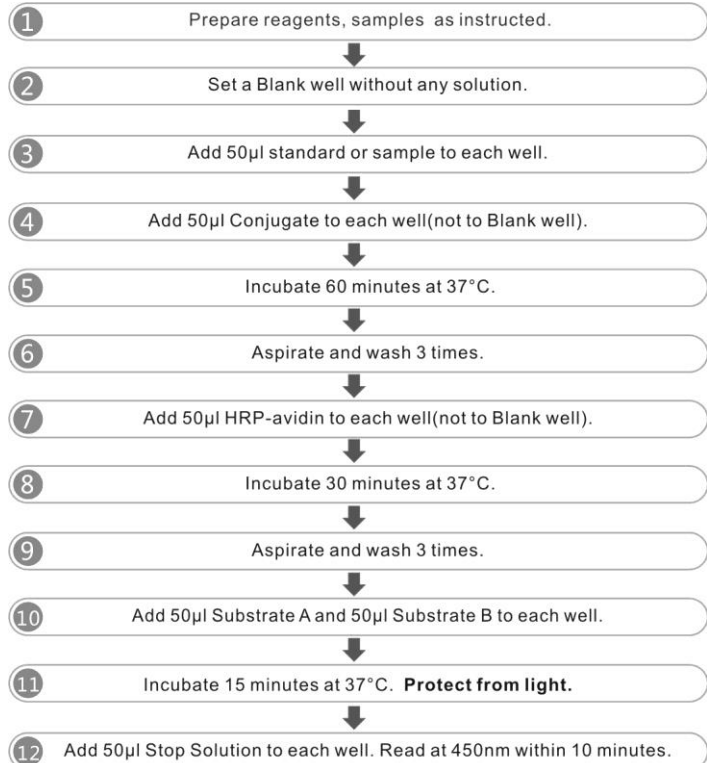 1 Prepare reagents, samples as instructed.
2 Set a Blank well without any solution.
3 Add 50μl standard or sample to each well.
4 Add 50μl Conjugate to each well(not to Blank well).
5 Incubate 60 minutes at 37°C.
6 Aspirate and wash 3 times.
7 Add 50μl HRP-avidin to each well(not to Blank well).
8 Incubate 30 minutes at 37°C.
9 Aspirate and wash 3 times.
10 Add 50μl Substrate A and 50μl Substrate B to each well.
11 Incubate 15 minutes at 37°C. Protect from light.
12 Add 50μl Stop Solution to each well. Read at 450nm within 10 minutes.